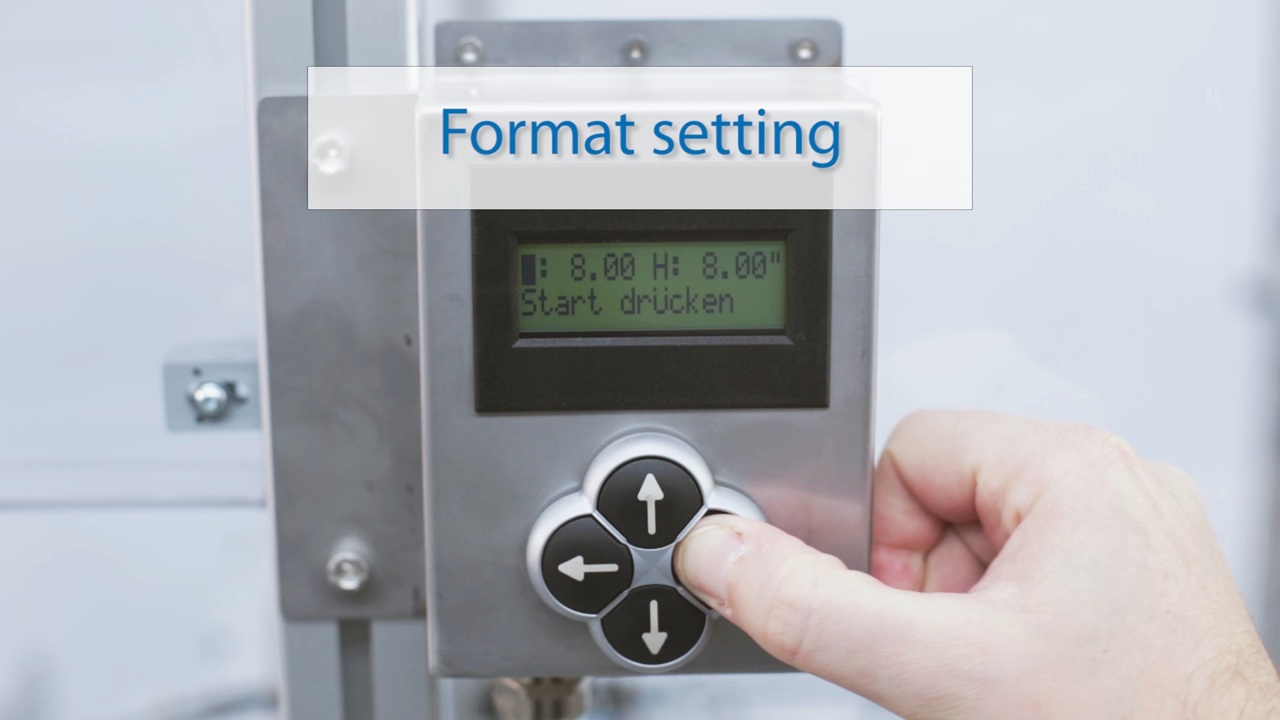 Format setting
█: 8.00 H: 8.00"
Start drücken